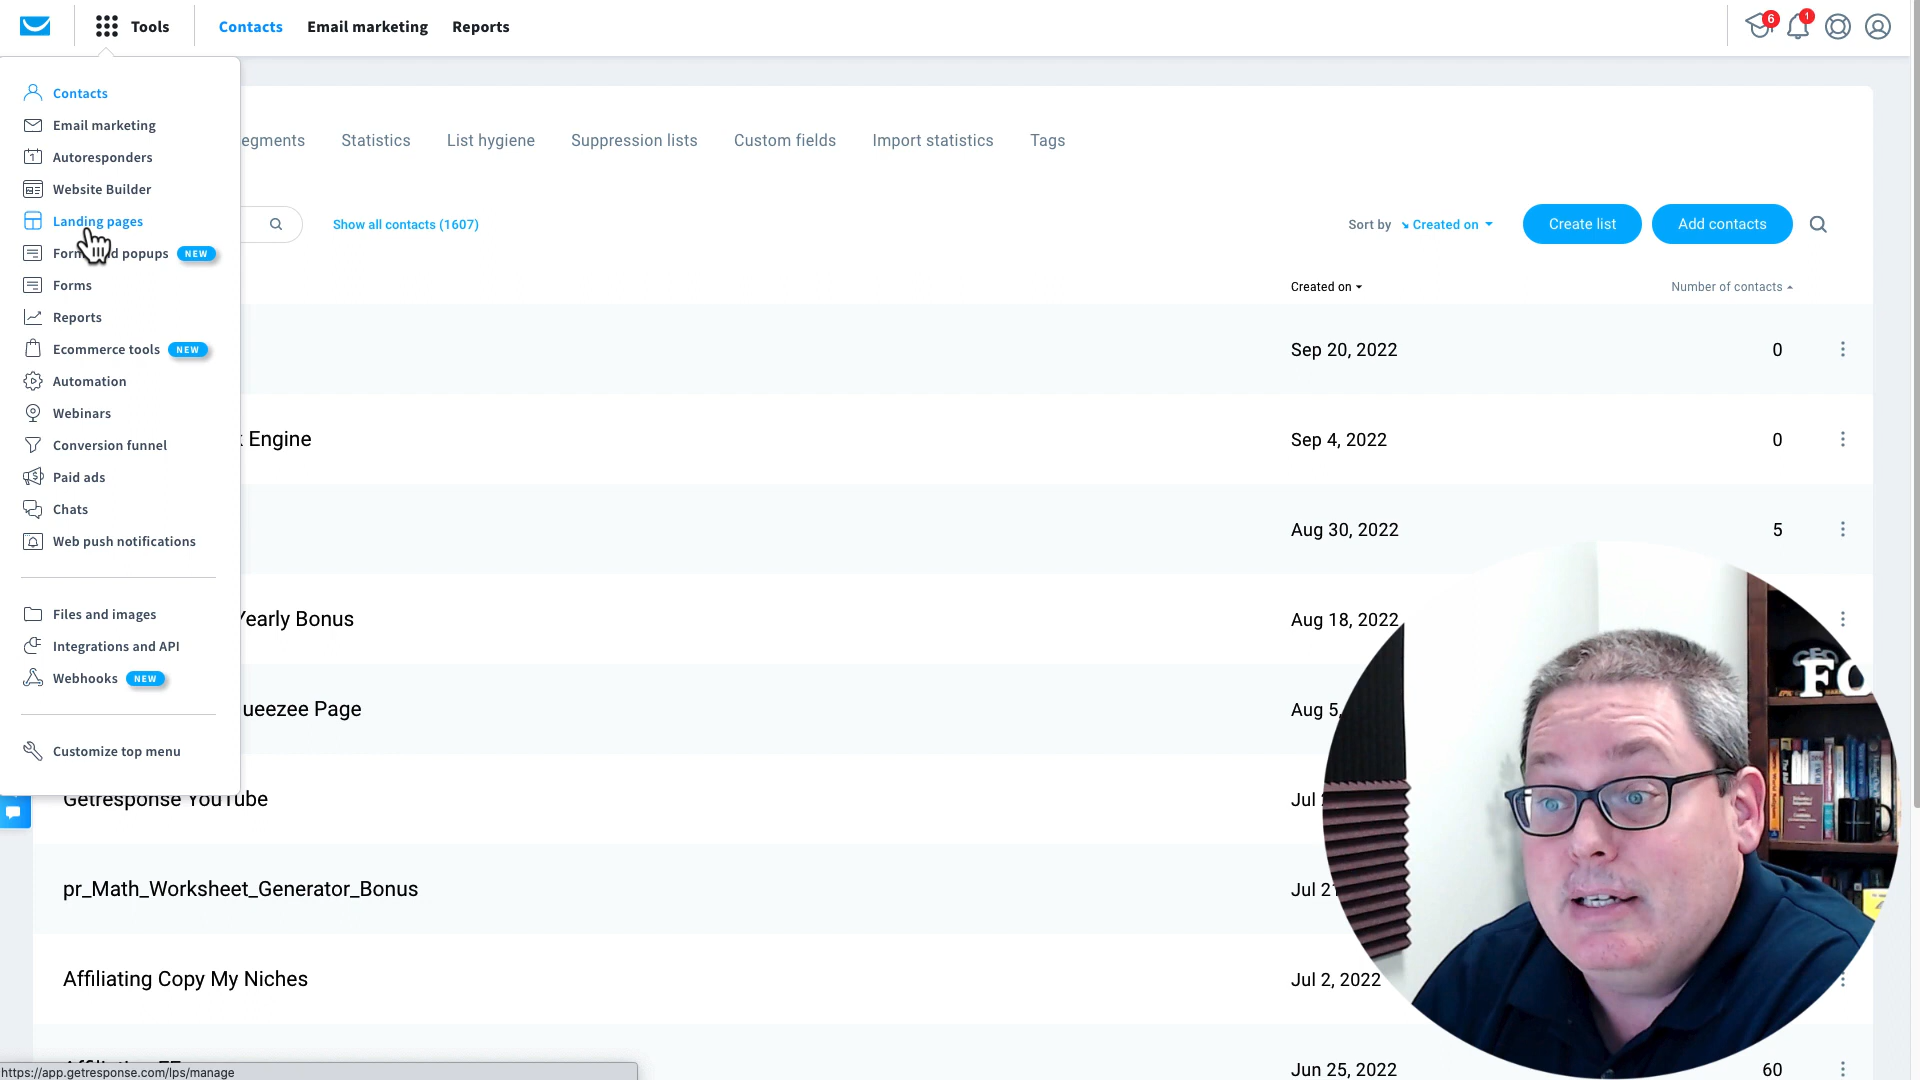 Tools
Contacts
Email marketing
Reports
6
1
Contacts
Email marketing
Autoresponders
Website Builder
Landing pages
popups NEW
Forms
Reports
Ecommerce tools NEW
Automation
Webinars
Conversion funnel
Paid ads
Chats
Web push notifications
Files and images
Integrations and API
Webhooks NEW
Customize top menu
egments
Statistics
List hygiene
Suppression lists
Custom fields
Import statistics
Tags
Show all contacts (1607)
Sort by
Created on
Create list
Add contacts
Created on
Number of contacts
Sep 20, 2022
0
Engine
Sep 4, 2022
0
Aug 30, 2022
5
Yearly Bonus
Aug 18, 2022
ueezee Page
Aug 5,
Getresponse YouTube
Jul
pr_Math_Worksheet_Generator_Bonus
Jul 21
Affiliating Copy My Niches
Jul 2, 2022
Jun 25, 2022
60
https://app.getresponse.com/lps/manage
FO